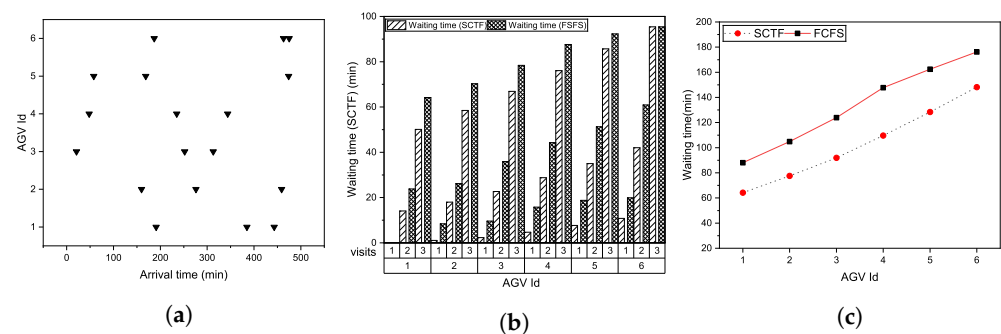 AGV Id
6
5
4
3
2
1
0 100 200 300 400 500
Arrival time (min)
(a)
Waiting time (SCTF) (min)
100
80
60
40
20
0
Waiting time (SCTF) Waiting time (FSFS)
visits 1 2 3 1 2 3 1 2 3 1 2 3 1 2 3 1 2 3
1 2 3 4 5 6
AGV Id
(b)
Waiting time(min)
200
180
160
140
120
100
80
60
40
20
SCTF FCFS
1 2 3 4 5 6
AGV Id
(c)